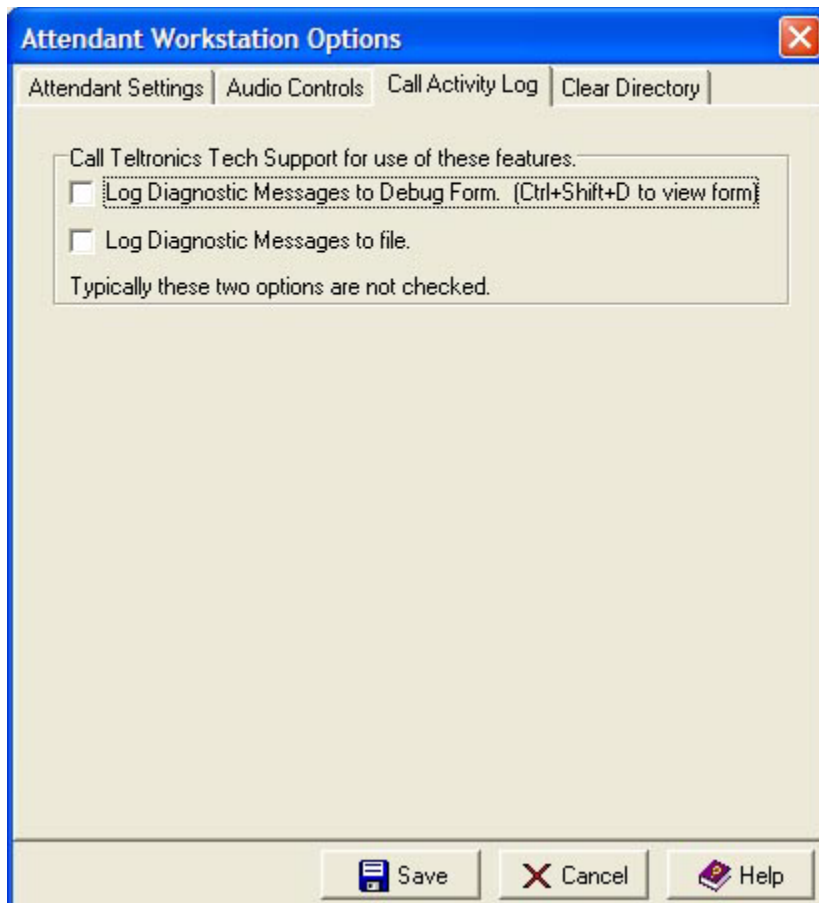 Attendant Workstation Options
Attendant Settings Audio Controls Call Activity Log Clear Directory
Call Teltronics Tech Support for use of these features.
Log Diagnostic Messages to Debug Form. (Ctrl+Shift+D to view form)
Log Diagnostic Messages to file.
Typically these two options are not checked.
Save Cancel Help